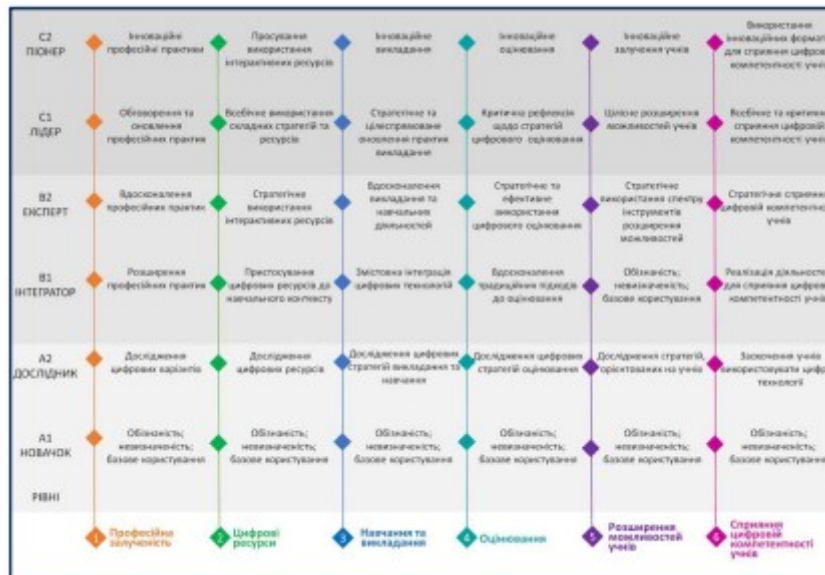 C2
ПІОНЕР
Інноваційні
професійні практики
Просування
використання
інтерактивних ресурсів
Інноваційне
викладання
Інноваційне
оцінювання
Інноваційне
залучення учнів
Використання
інноваційних форматі
для сприяння цифрові
компетентності учнів
C1
ЛІДЕР
Обговорення та
оновлення
професійних практик
Всебічне використання
складних стратегій та
ресурсів
Стратегічне та
цілеспрямоване
оновлення практик
викладання
Критична рефлексія
щодо стратегій
цифрового оцінювання
Цілісне розширення
можливостей учнів
Всебічне та критичн
сприяння цифровій
компетентності учнів
B2
ЕКСПЕРТ
Вдосконалення
професійних практик
Стратегічне
використання
інтерактивних ресурсів
Вдосконалення
викладання та
навчальних
діяльностей
Стратегічне та
ефективне
використання
цифрового оцінювання
Стратегічне
використання спектру
інструментів
розширення
можливостей
Стратегічне сприянн
цифровій компетентно
учнів
B1
ІНТЕГРАТОР
Розширення
професійних практик
Пристосування
цифрових ресурсів до
навчального контексту
Змістовна інтеграція
цифрових технологій
Вдосконалення
традиційних підходів
до оцінювання
Обізнаність;
невизначеність;
базове користування
Реалізація діяльносте
для сприяння цифров
компетентності учнів
A2
ДОСЛІДНИК
Дослідження
цифрових варіантів
Дослідження
цифрових ресурсів
Дослідження цифрових
стратегій викладання та
навчання
Дослідження цифрових
стратегій оцінювання
Дослідження стратегій,
орієнтованих на учнів
Заохочення учнів
використовувати цифро
технології
A1
НОВАЧОК
Обізнаність;
невизначеність;
базове користування
Обізнаність;
невизначеність;
базове користування
Обізнаність;
невизначеність;
базове користування
Обізнаність;
невизначеність;
базове користування
Обізнаність;
невизначеність;
базове користування
Обізнаність;
невизначеність;
базове користування
РІВНІ
1 Професійна
залученість
2 Цифрові
ресурси
3 Навчання та
викладання
4 Оцінювання
5 Розширення
можливостей
учнів
6 Сприяння
цифровій
компетентності
учнів